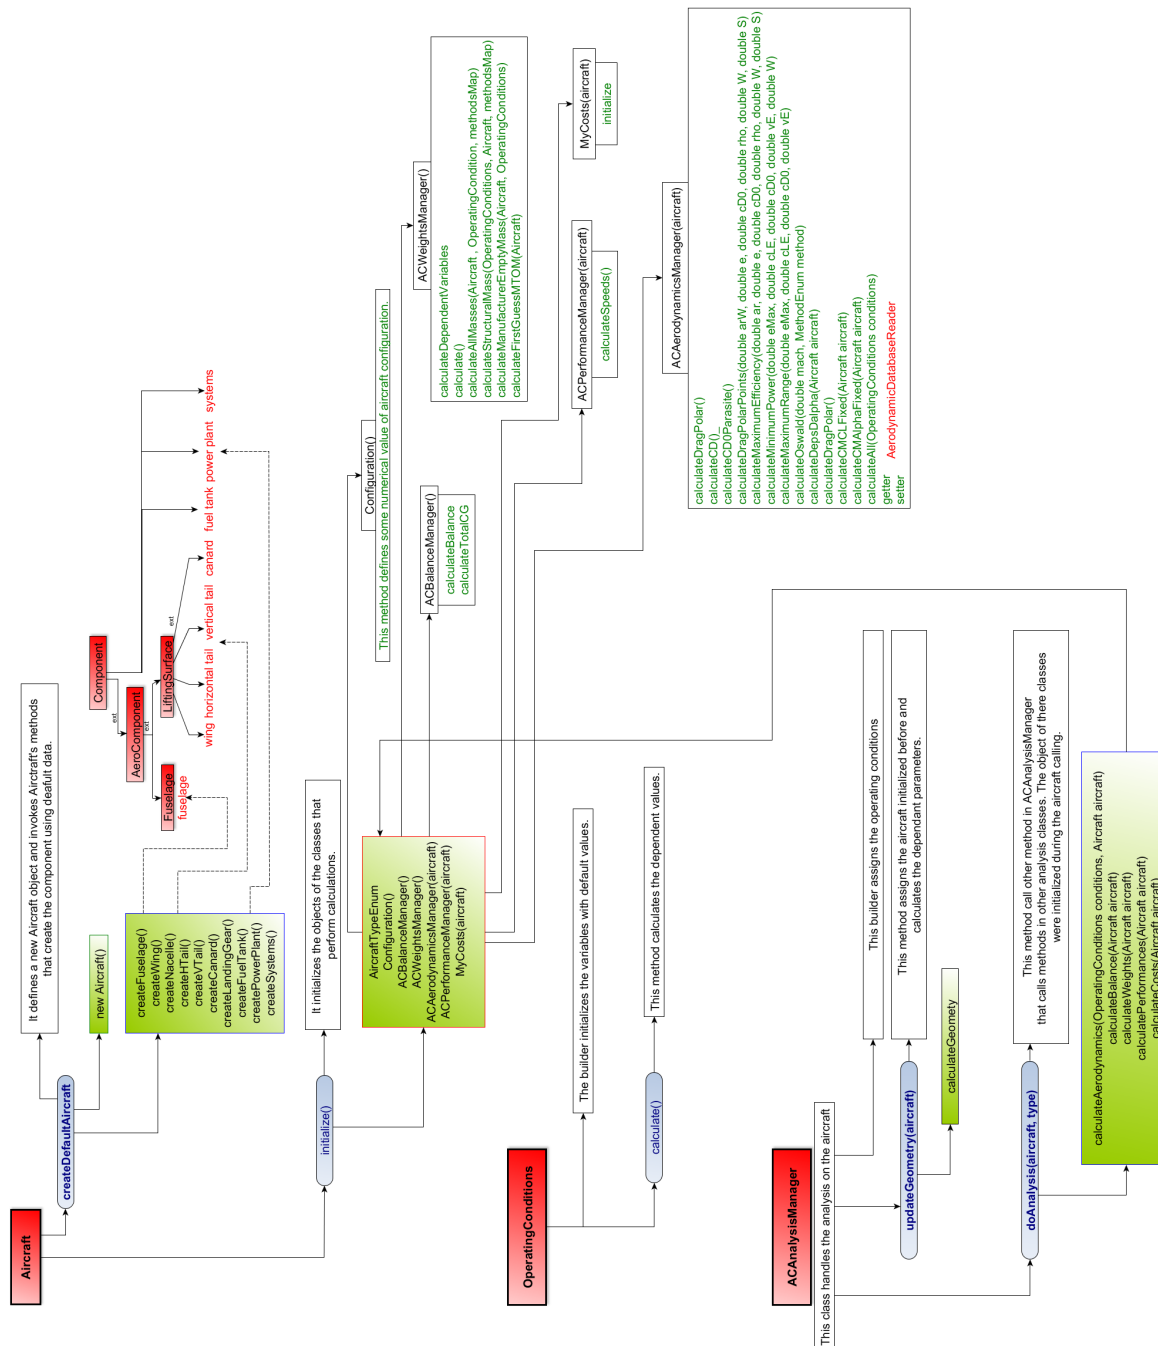 Aircraft
createDefaultAircraft
It defines a new Aircraft object and invokes Airctraft's methods
that create the component using deafult data.
new Aircraft()
createFuselage()
createWing()
createNacelle()
createHTail()
createVTail()
createCanard()
createLandingGear()
createFuelTank()
createPowerPlant()
createSystems()
Component
ext
AeroComponent
ext
Fuselage
fuselage
LiftingSurface
ext
wing horizontal tail vertical tail canard fuel tank power plant systems
initialize()
It initializes the objects of the classes that
perform calculations.
AircraftTypeEnum
Configuration()
ACBalanceManager()
ACWeightsManager()
ACAerodynamicsManager(aircraft)
ACPerformanceManager(aircraft)
MyCosts(aircraft)
Configuration()
This method defines some numerical value of aircraft configuration.
ACWeightsManager()
calculateDependentVariables
calculate()
calculateAllMasses(Aircraft , OperatingCondition, methodsMap)
calculateStructuralMass(OperatingConditions, Aircraft, methodsMap)
calculateManufacturerEmptyMass(Aircraft, OperatingConditions)
calculateFirstGuessMTOM(Aircraft)
ACBalanceManager()
calculateBalance
calculateTotalCG
MyCosts(aircraft)
initialize
ACPerformanceManager(aircraft)
calculateSpeeds()
ACAerodynamicsManager(aircraft)
calculateDragPolar()
calculateCD()_
calculateCD0Parasite()
calculateDragPolarPoints(double arW, double e, double cD0, double rho, double W, double S)
calculateMaximumEfficiency(double ar, double e, double cD0, double rho, double W, double S)
calculateMinimumPower(double eMax, double cLE, double cD0, double vE, double W)
calculateMaximumRange(double eMax, double cLE, double cD0, double vE)
calculateOswald(double mach, MethodEnum method)
calculateDepsDalpha(Aircraft aircraft)
calculateDragPolar()
calculateCMCLFixed(Aircraft aircraft)
calculateCMAlphaFixed(Aircraft aircraft)
calculateAll(OperatingConditions conditions)
getter AerodynamicDatabaseReader
setter
OperatingConditions
The builder initializes the variables with default values.
calculate()
This method calculates the dependent values.
ACAnalysisManager
This class handles the analysis on the aircraft
This builder assigns the operating conditions
updateGeometry(aircraft)
This method assigns the aircraft initialized before and
calculates the dependant parameters.
calculateGeometry
doAnalysis(aircraft, type)
This method call other method in ACAnalysisManager
that calls methods in other analysis classes. The object of there classes
were initialized during the aircraft calling.
calculateAerodynamics(OperatingConditions conditions, Aircraft aircraft)
calculateBalance(Aircraft aircraft)
calculateWeights(Aircraft aircraft)
calculatePerformances(Aircraft aircraft)
calculateCosts(Aircraft aircraft)